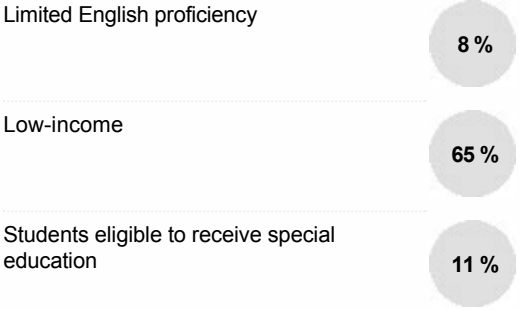 Limited English proficiency
8 %
Low-income
65 %
Students eligible to receive special
education
11 %